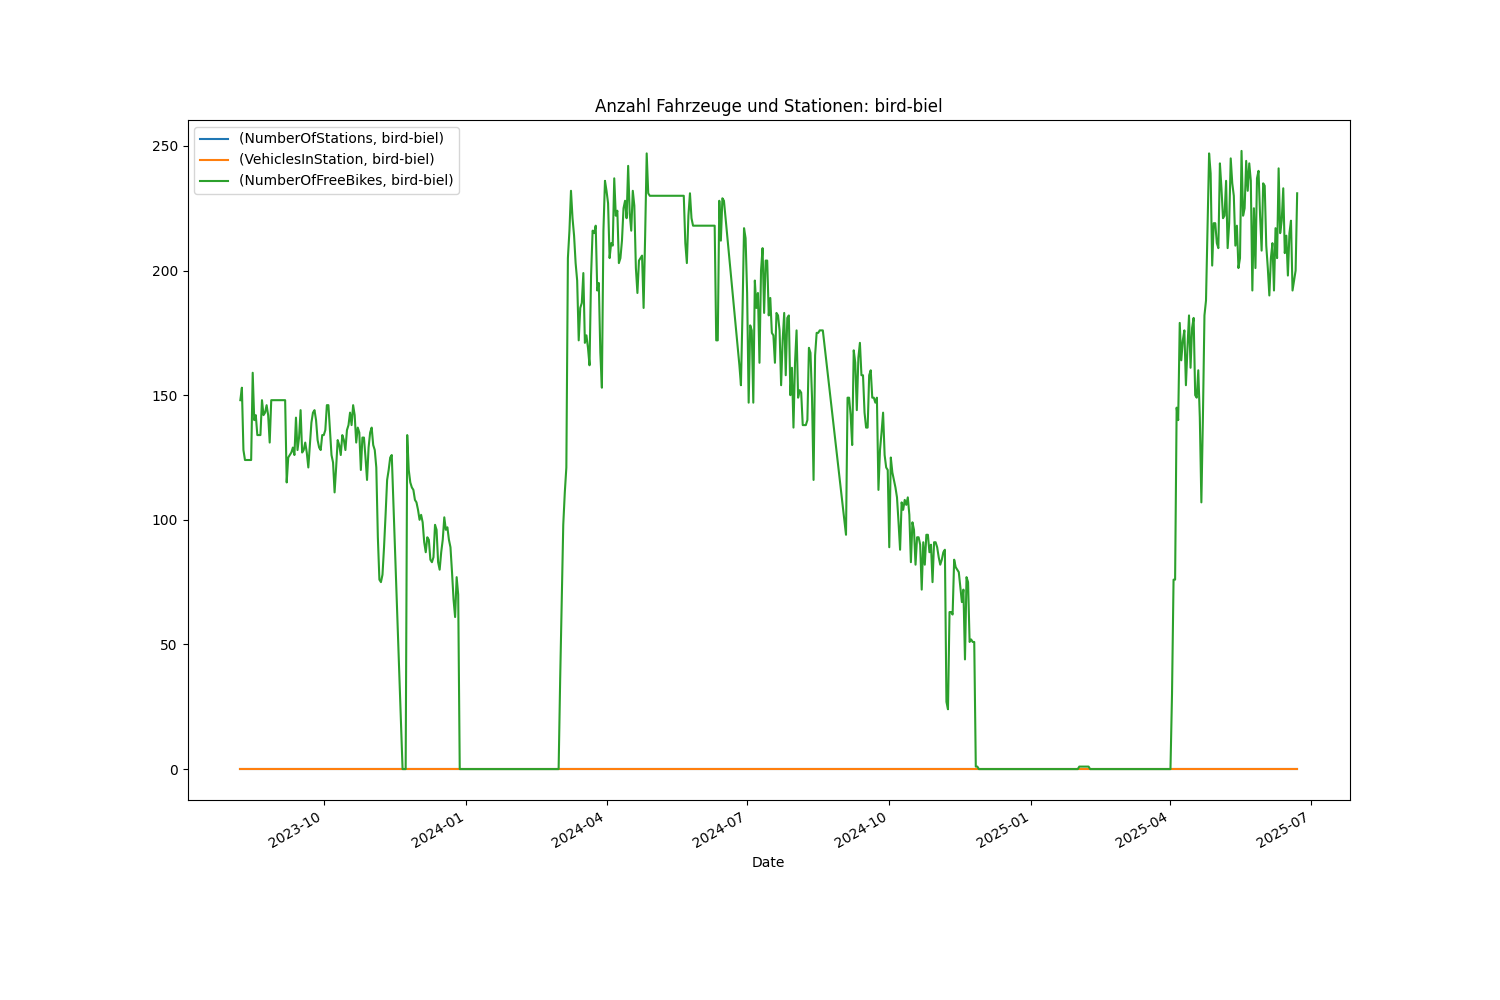 Anzahl Fahrzeuge und Stationen: bird-biel
(NumberOfStations, bird-biel)
(VehiclesInStation, bird-biel)
(NumberOfFreeBikes, bird-biel)
250
200
150
100
50
0
2023-10
2024-01
2024-04
2024-07
2024-10
2025-01
2025-04
2025-07
Date